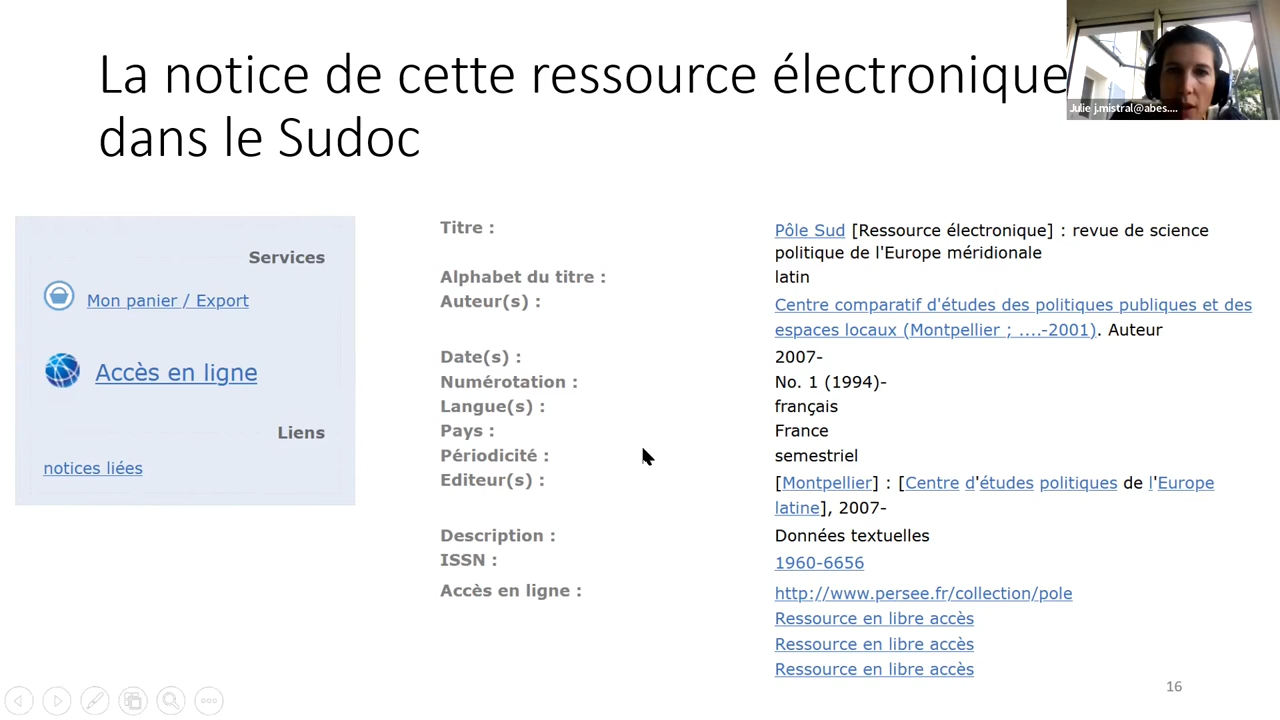 La notice de cette ressource électronique
dans le Sudoc
Julie j.mistral@abes....
Services
Mon panier / Export
Accès en ligne
Liens
notices liées
Titre :
Pôle Sud [Ressource électronique] : revue de science
politique de l'Europe méridionale
Alphabet du titre :
latin
Auteur(s) :
Centre comparatif d'études des politiques publiques et des
espaces locaux (Montpellier ; ....-2001). Auteur
Date(s) :
2007-
Numérotation :
No. 1 (1994)-
Langue(s) :
français
Pays :
France
Périodicité :
semestriel
Editeur(s) :
[Montpellier] : [Centre d'études politiques de l'Europe
latine], 2007-
Description :
Données textuelles
ISSN :
1960-6656
Accès en ligne :
http://www.persee.fr/collection/pole
Ressource en libre accès
Ressource en libre accès
Ressource en libre accès
16